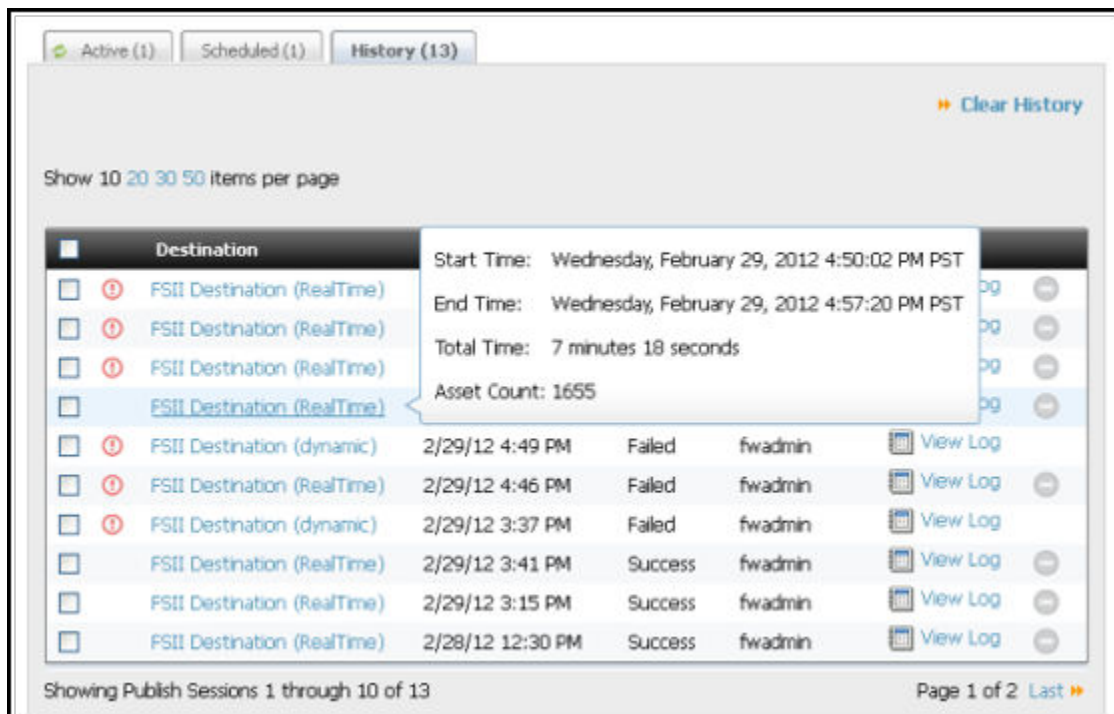 Active (1) Scheduled (1) History (13)
Clear History
Show 10 20 30 50 items per page
Destination
Start Time: Wednesday, February 29, 2012 4:50:02 PM PST
End Time: Wednesday, February 29, 2012 4:57:20 PM PST
Total Time: 7 minutes 18 seconds
Asset Count: 1655
FSII Destination (RealTime) og
FSII Destination (RealTime) og
FSII Destination (RealTime) og
FSII Destination (RealTime) og
FSII Destination (dynamic) 2/29/12 4:49 PM Failed fwadmin View Log
FSII Destination (RealTime) 2/29/12 4:46 PM Failed fwadmin View Log
FSII Destination (dynamic) 2/29/12 3:37 PM Failed fwadmin View Log
FSII Destination (RealTime) 2/29/12 3:41 PM Success fwadmin View Log
FSII Destination (RealTime) 2/29/12 3:15 PM Success fwadmin View Log
FSII Destination (RealTime) 2/28/12 12:30 PM Success fwadmin View Log
Showing Publish Sessions 1 through 10 of 13 Page 1 of 2 Last